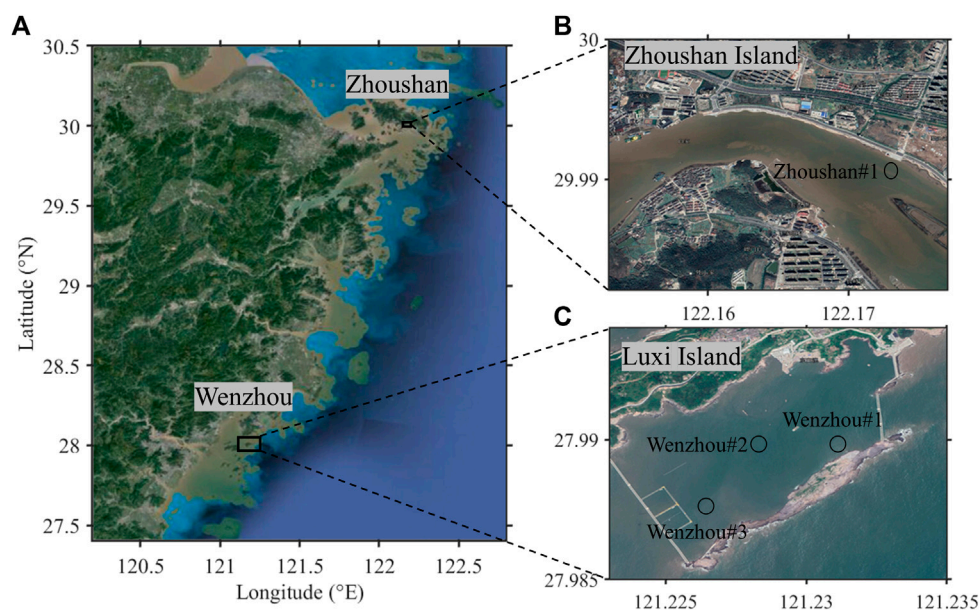 A
30.5
30
29.5
29
28.5
28
27.5
Latitude (°N)
120.5
121
121.5
122
122.5
Longitude (°E)
Zhoushan
Wenzhou
B
30
29.99
Zhoushan Island
Zhoushan#1
122.16
122.17
C
Luxi Island
27.99
27.985
Wenzhou#1
Wenzhou#2
Wenzhou#3
121.225
121.23
121.235